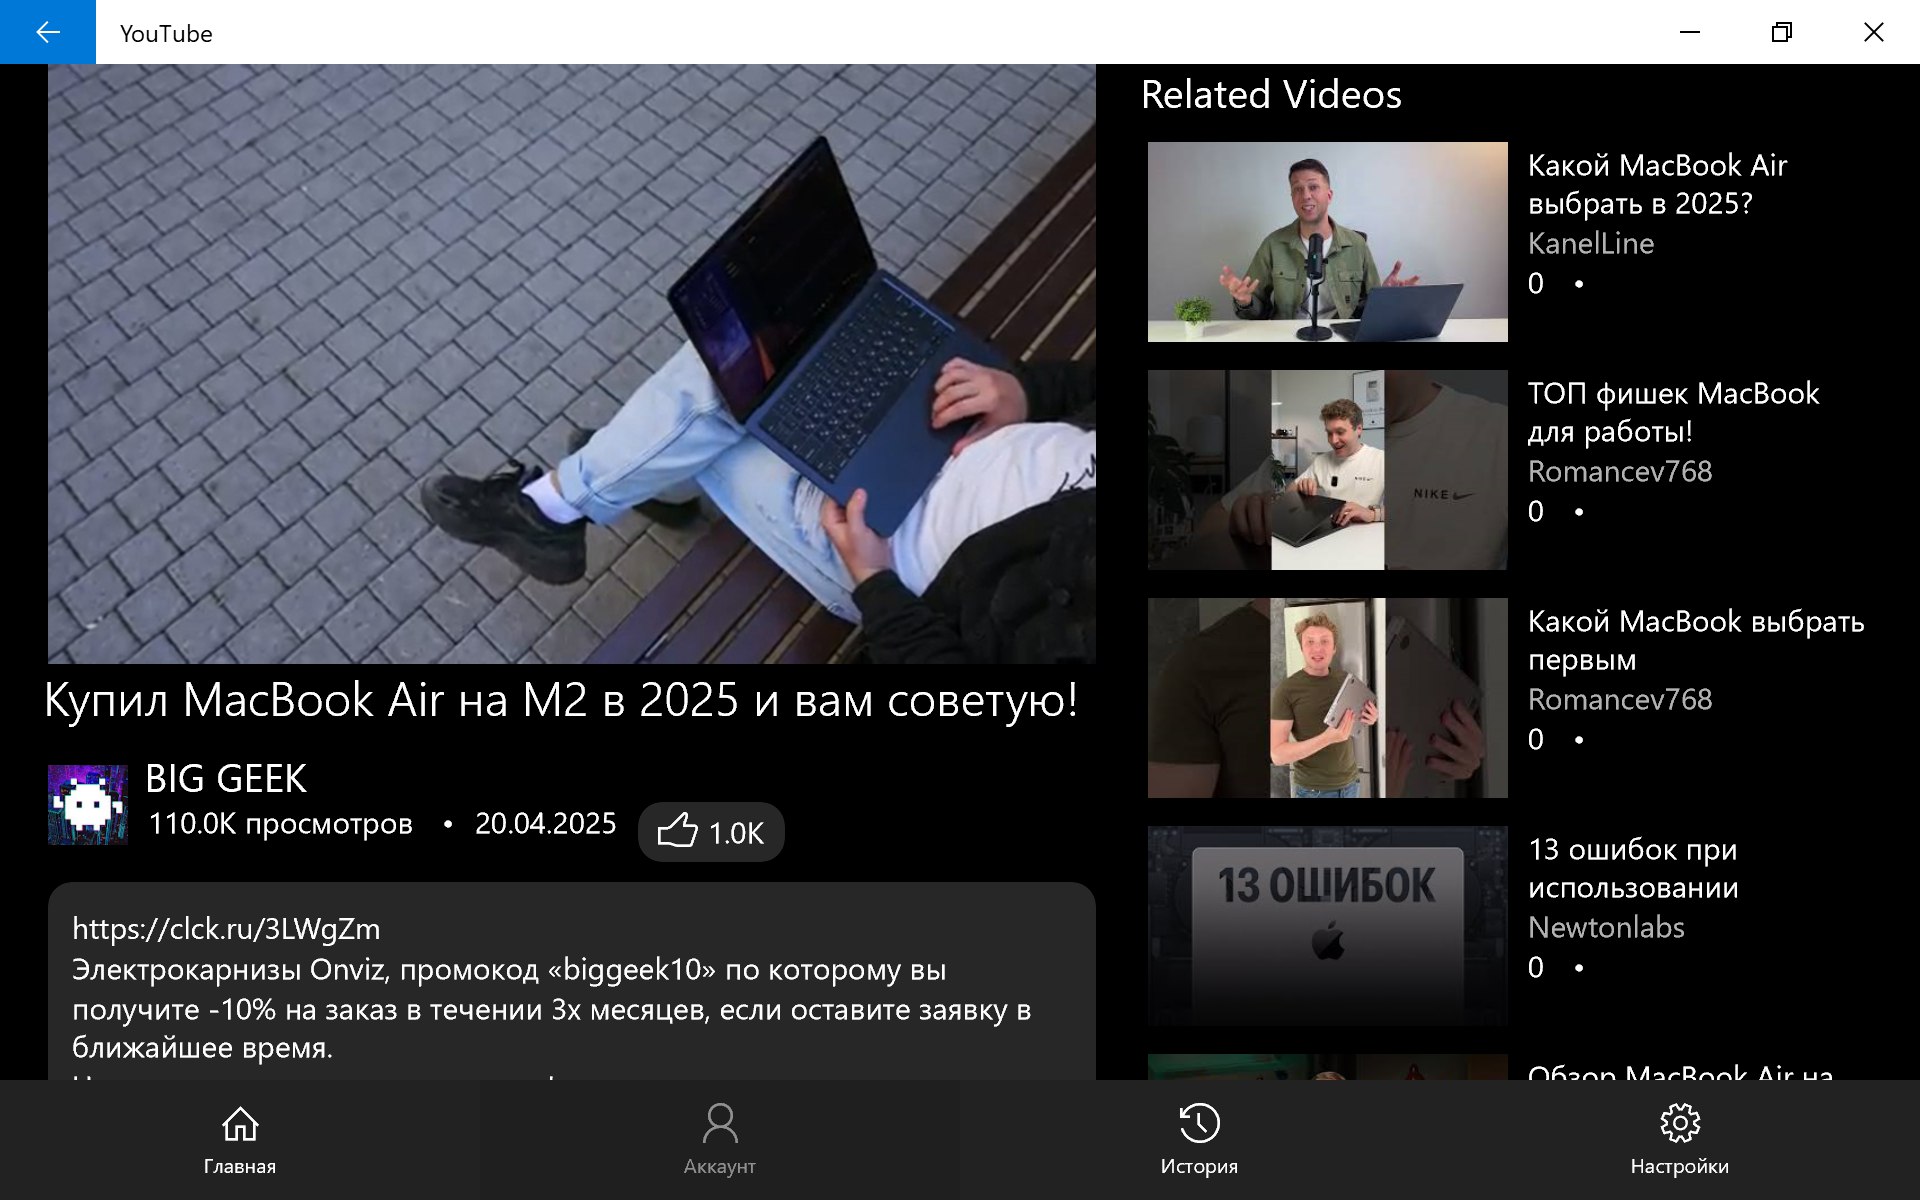 YouTube
Купил MacBook Air на M2 в 2025 и вам советую!
BIG GEEK
110.0K просмотров • 20.04.2025
1.0K
https://clck.ru/3LWgZm
Электрокарнизы Onviz, промокод «biggeek10» по которому вы
получите -10% на заказ в течении 3х месяцев, если оставите заявку в
ближайшее время.
Related Videos
Какой MacBook Air
выбрать в 2025?
KanelLine
0 •
NIKE
ТОП фишек MacBook
для работы!
Romancev768
0 •
Какой MacBook выбрать
первым
Romancev768
0 •
13 ОШИБОК
13 ошибок при
использовании
Newtonlabs
0 •
Обзор MacBook Air на
Главная
Аккаунт
История
Настройки